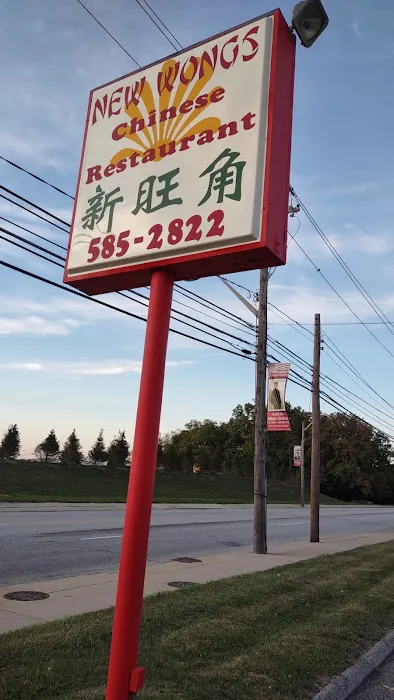 NEW WONGS
Chinese
Restaurant
新旺角
585-2822